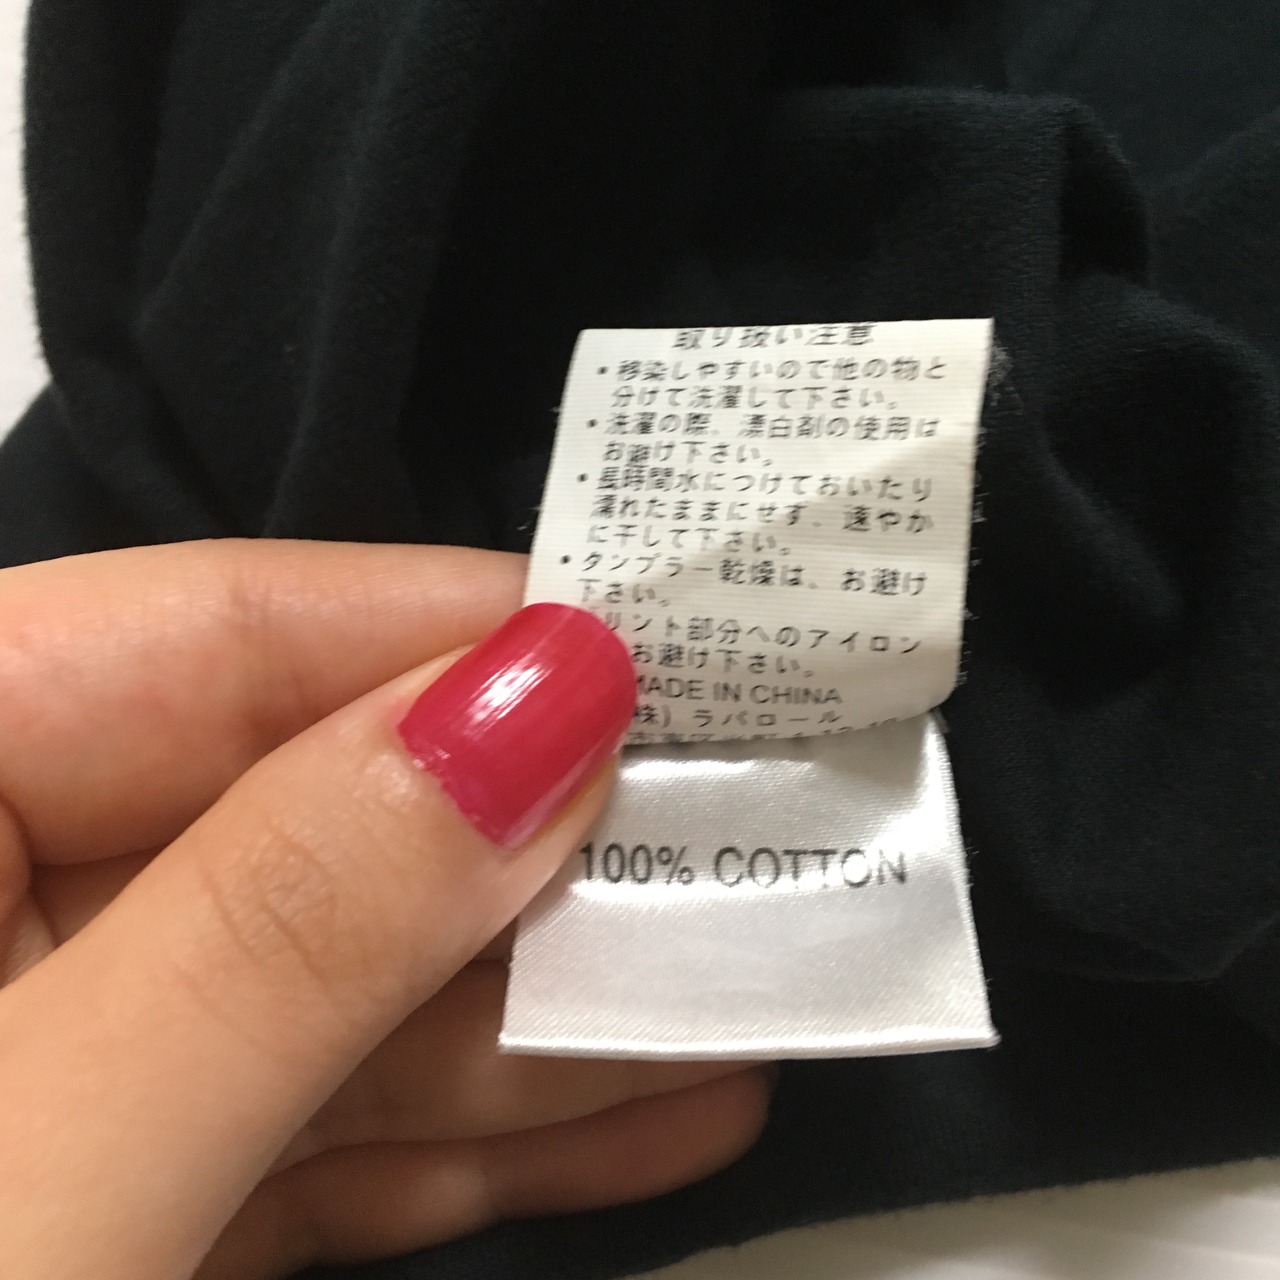 取り扱い注意
・移染しやすいので他の物と
分けて洗濯して下さい。
・洗濯の際、漂白剤の使用は
お避け下さい。
・長時間水につけておいたり
濡れたままにせず、速やか
に干して下さい。
・タンブラー乾燥は、お避け
下さい。
リント部分へのアイロン
お避け下さい。
MADE IN CHINA
株）ラバロール
100% COTTON